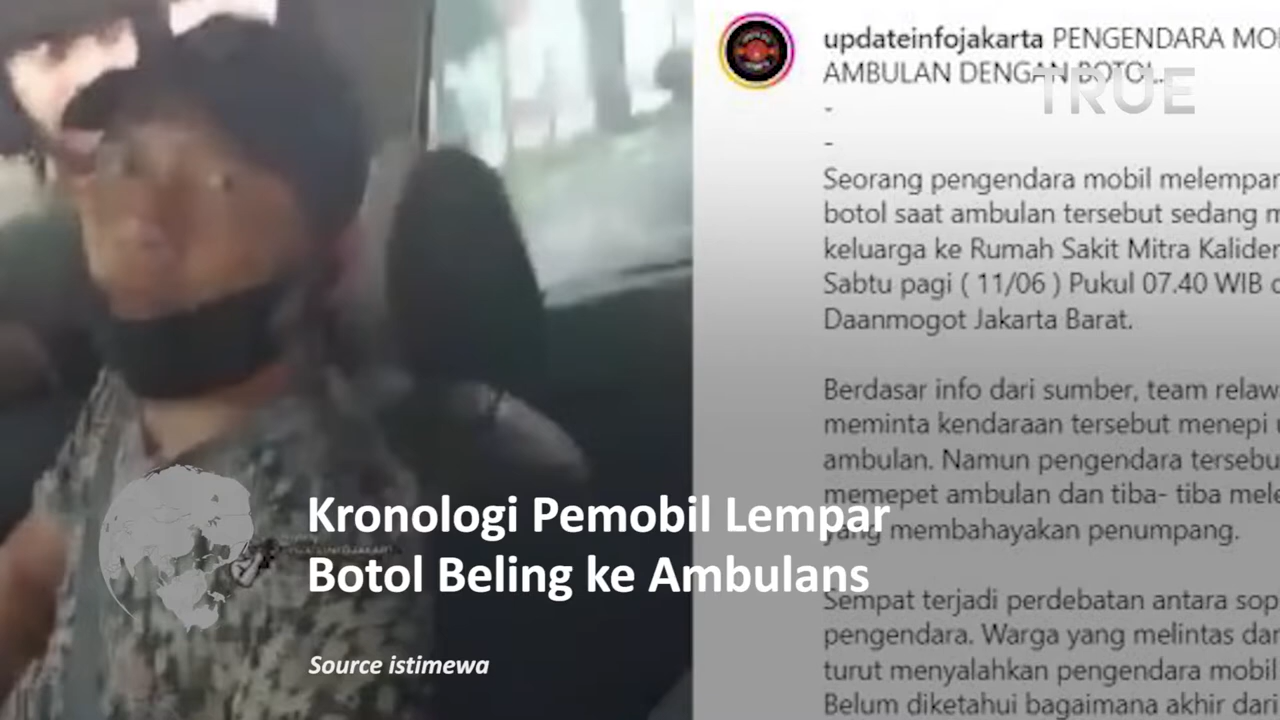 updateinfojakarta PENGENDARA MO
AMBULAN DENGAN BOTOL..
TRUE
-
-
Seorang pengendara mobil melempar
botol saat ambulan tersebut sedang m
keluarga ke Rumah Sakit Mitra Kalider
Sabtu pagi ( 11/06 ) Pukul 07.40 WIB
Daanmogot Jakarta Barat.
Berdasar info dari sumber, team relawa
meminta kendaraan tersebut menepi u
ambulan. Namun pengendara tersebu
memepet ambulan dan tiba- tiba mele
yang membahayakan penumpang.
Sempat terjadi perdebatan antara sop
pengendara. Warga yang melintas dar
turut menyalahkan pengendara mobil
Belum diketahui bagaimana akhir dari
Kronologi Pemobil Lempar
Botol Beling ke Ambulans
Source istimewa